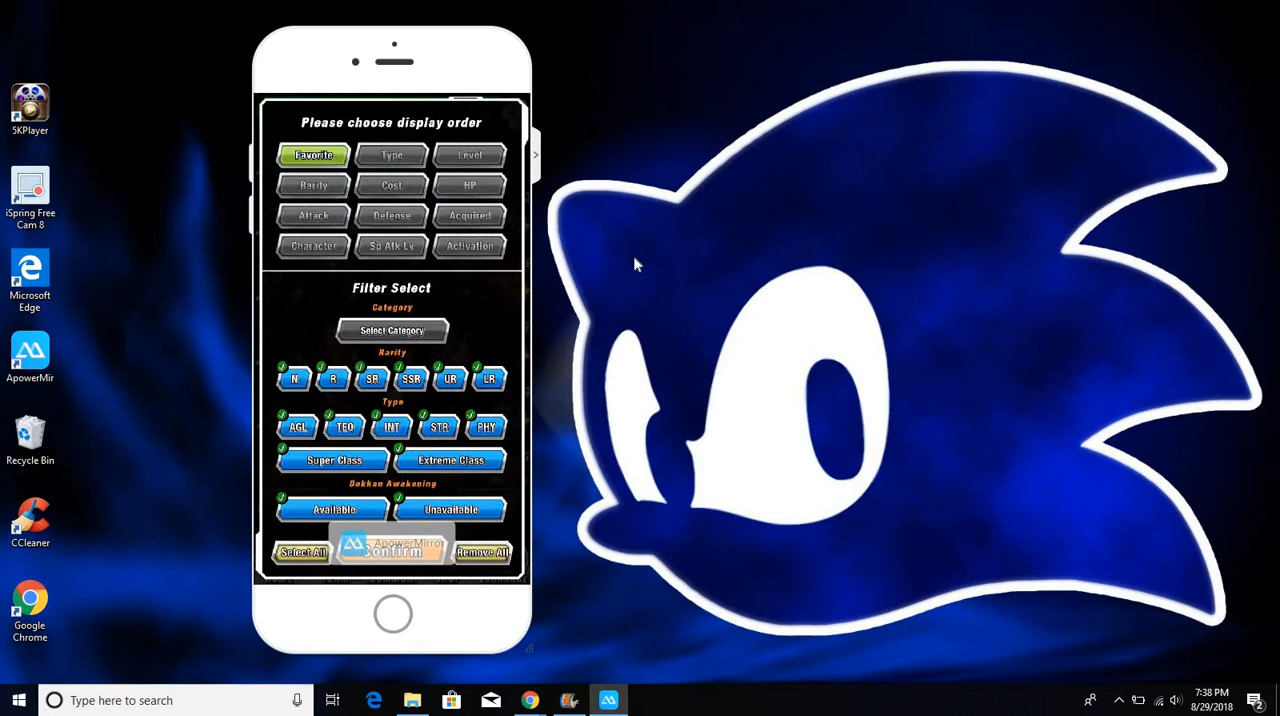 5KPlayer
iSpring Free
Cam 8
Microsoft
Edge
ApowerMir
Recycle Bin
CCleaner
Google
Chrome
Please choose display order
Favorite Type Level
Rarity Cost HP
Attack Defense Acquired
Character Sp Atk Lv Activation
Filter Select
Category
Select Category
Rarity
N R SR SSR UR LR
Type
AGL TEQ INT STR PHY
Super Class Extreme Class
Dokkan Awakening
Available Unavailable
ApowerMirror
Select All Confirm Remove All
Type here to search
7:38 PM
8/29/2018
2